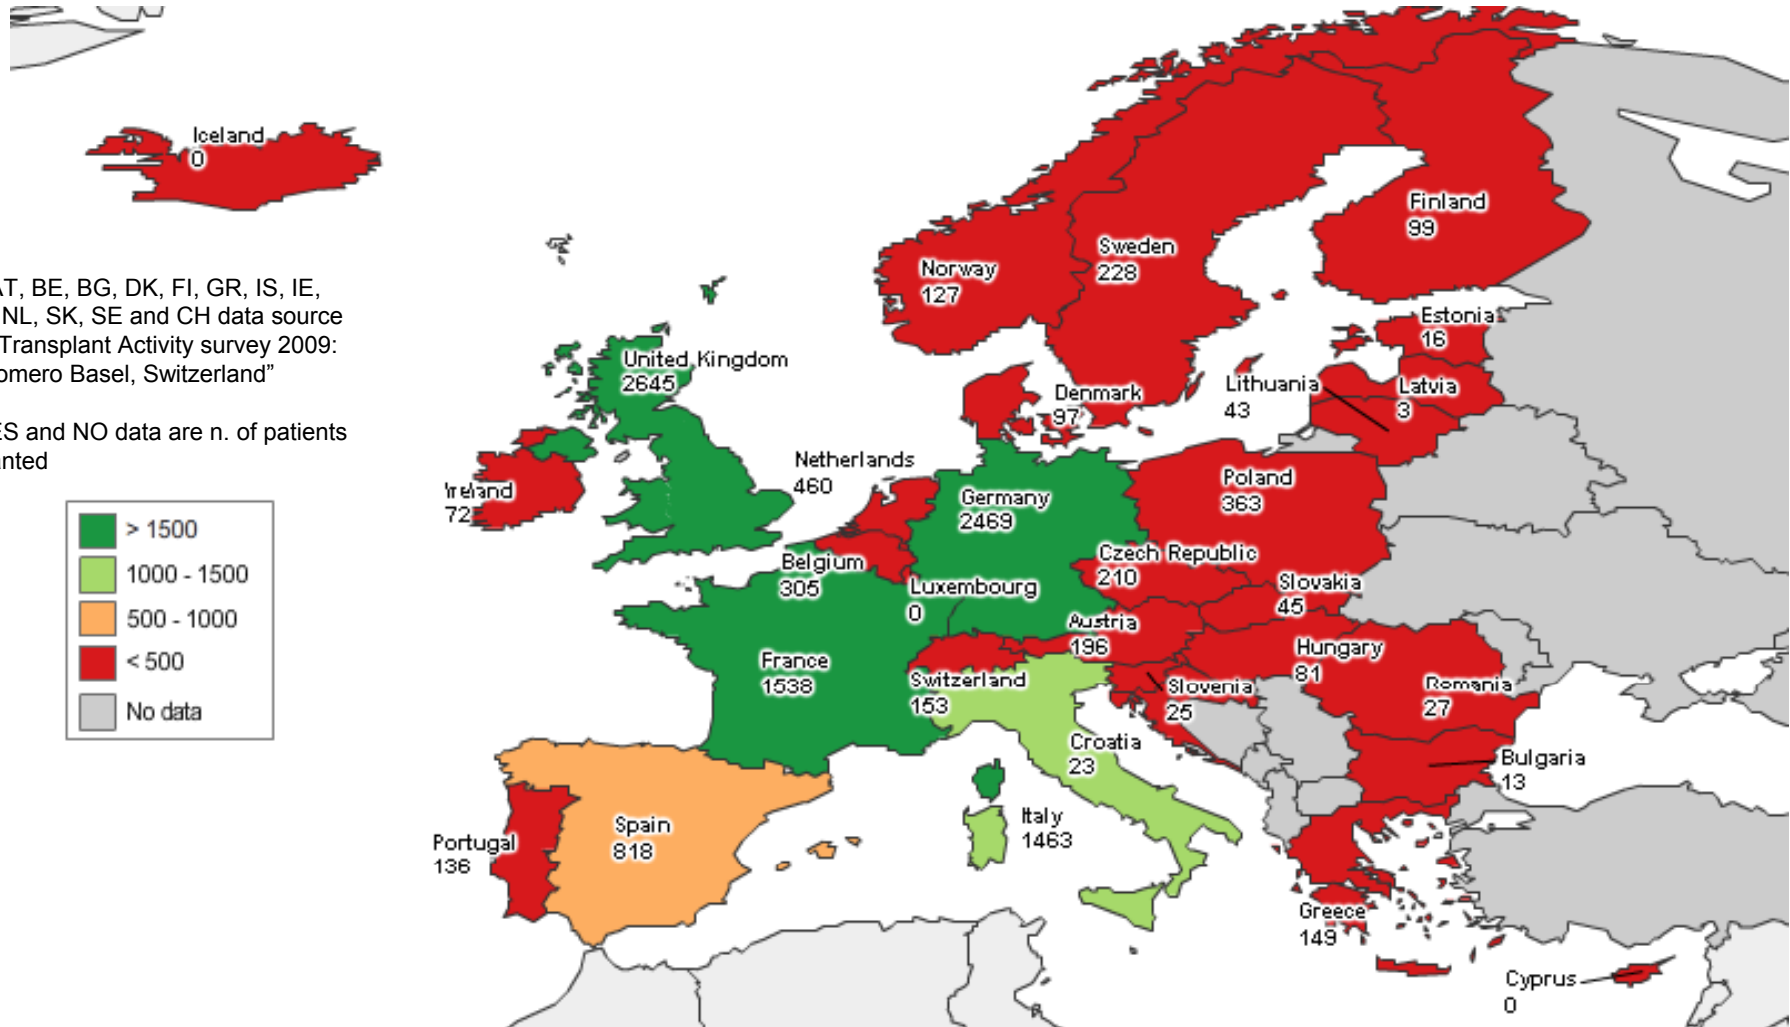 Iceland
0
AT, BE, BG, DK, FI, GR, IS, IE,
NL, SK, SE and CH data source
Transplant Activity survey 2009:
omero Basel, Switzerland”
ES and NO data are n. of patients
anted
> 1500
1000 - 1500
500 - 1000
< 500
No data
Finland
99
Sweden
228
Norway
127
Estonia
16
United Kingdom
2645
Denmark
97
Lithuania
43
Latvia
3
Netherlands
460
Ireland
72
Germany
2469
Poland
363
Belgium
305
Czech Republic
210
Luxembourg
0
Slovakia
45
Austria
196
France
1538
Hungary
81
Switzerland
153
Slovenia
25
Romania
27
Croatia
23
Bulgaria
13
Spain
818
Italy
1463
Portugal
136
Greece
149
Cyprus
0